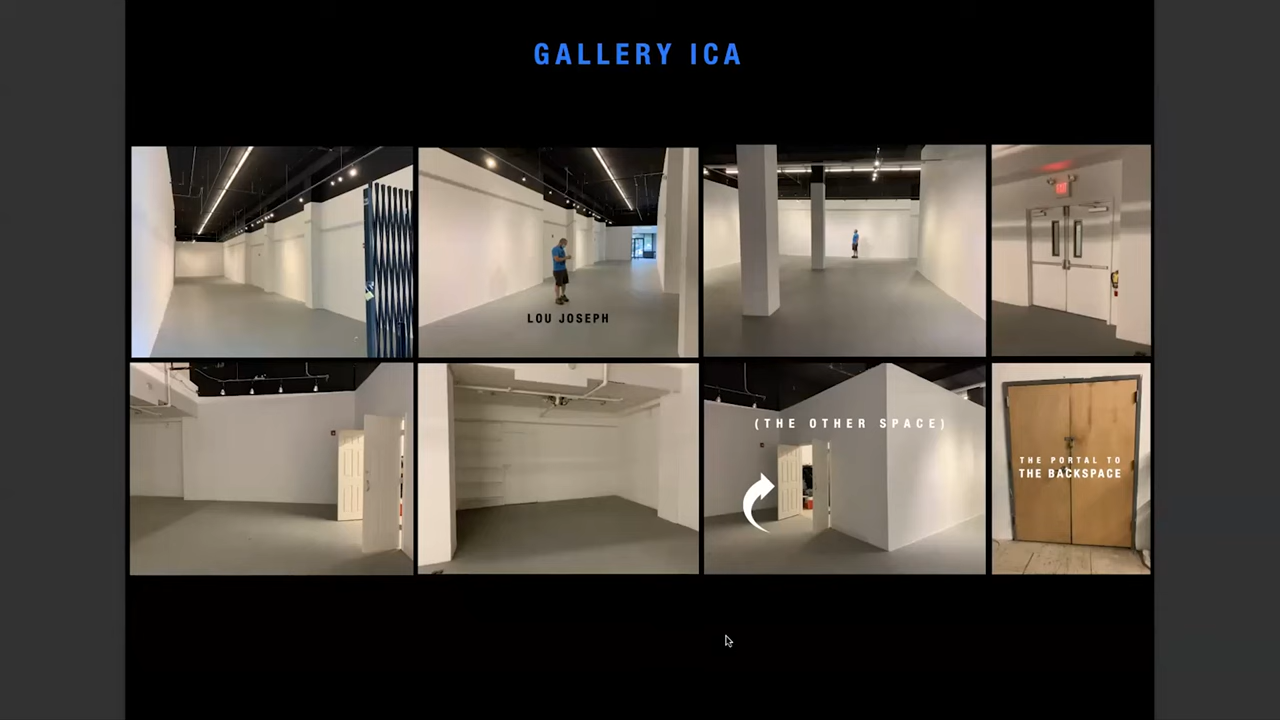 GALLERY ICA
LOU JOSEPH
(THE OTHER SPACE)
THE PORTAL TO
THE BACKSPACE